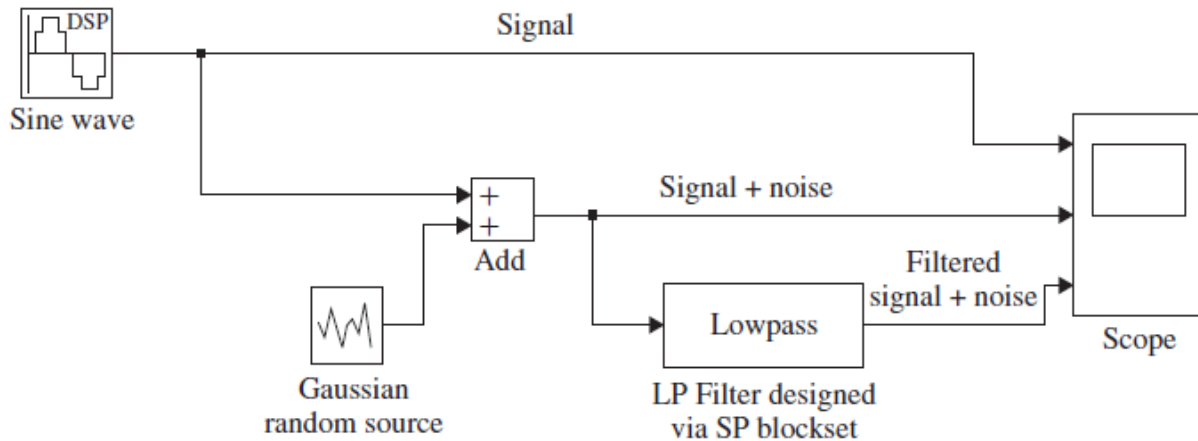 DSP
Sine wave
Signal
+
+
Add
Signal + noise
Gaussian
random source
Lowpass
LP Filter designed
via SP blockset
Filtered
signal + noise
Scope